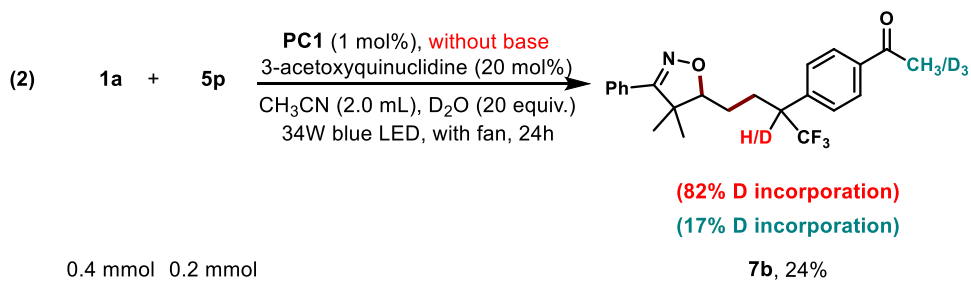 (2) 1a + 5p
PC1 (1 mol%), without base
3-acetoxyquinuclidine (20 mol%)
CH3CN (2.0 mL), D2O (20 equiv.)
34W blue LED, with fan, 24h
O
CH3/D3
N O
Ph
H/D CF3
(82% D incorporation)
(17% D incorporation)
0.4 mmol 0.2 mmol
7b, 24%